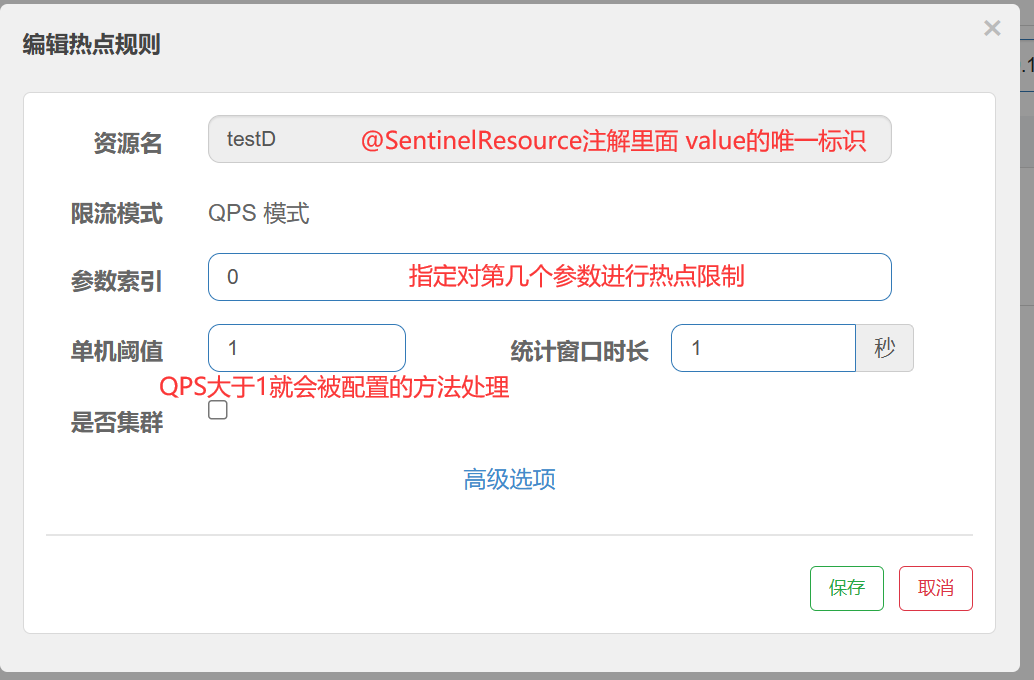 编辑热点规则
×
.1
资源名 testD @SentinelResource注解里面 value的唯一标识
限流模式 QPS 模式
参数索引 0 指定对第几个参数进行热点限制
单机阈值 1 统计窗口时长 1 秒
QPS大于1就会被配置的方法处理
是否集群
高级选项
保存 取消